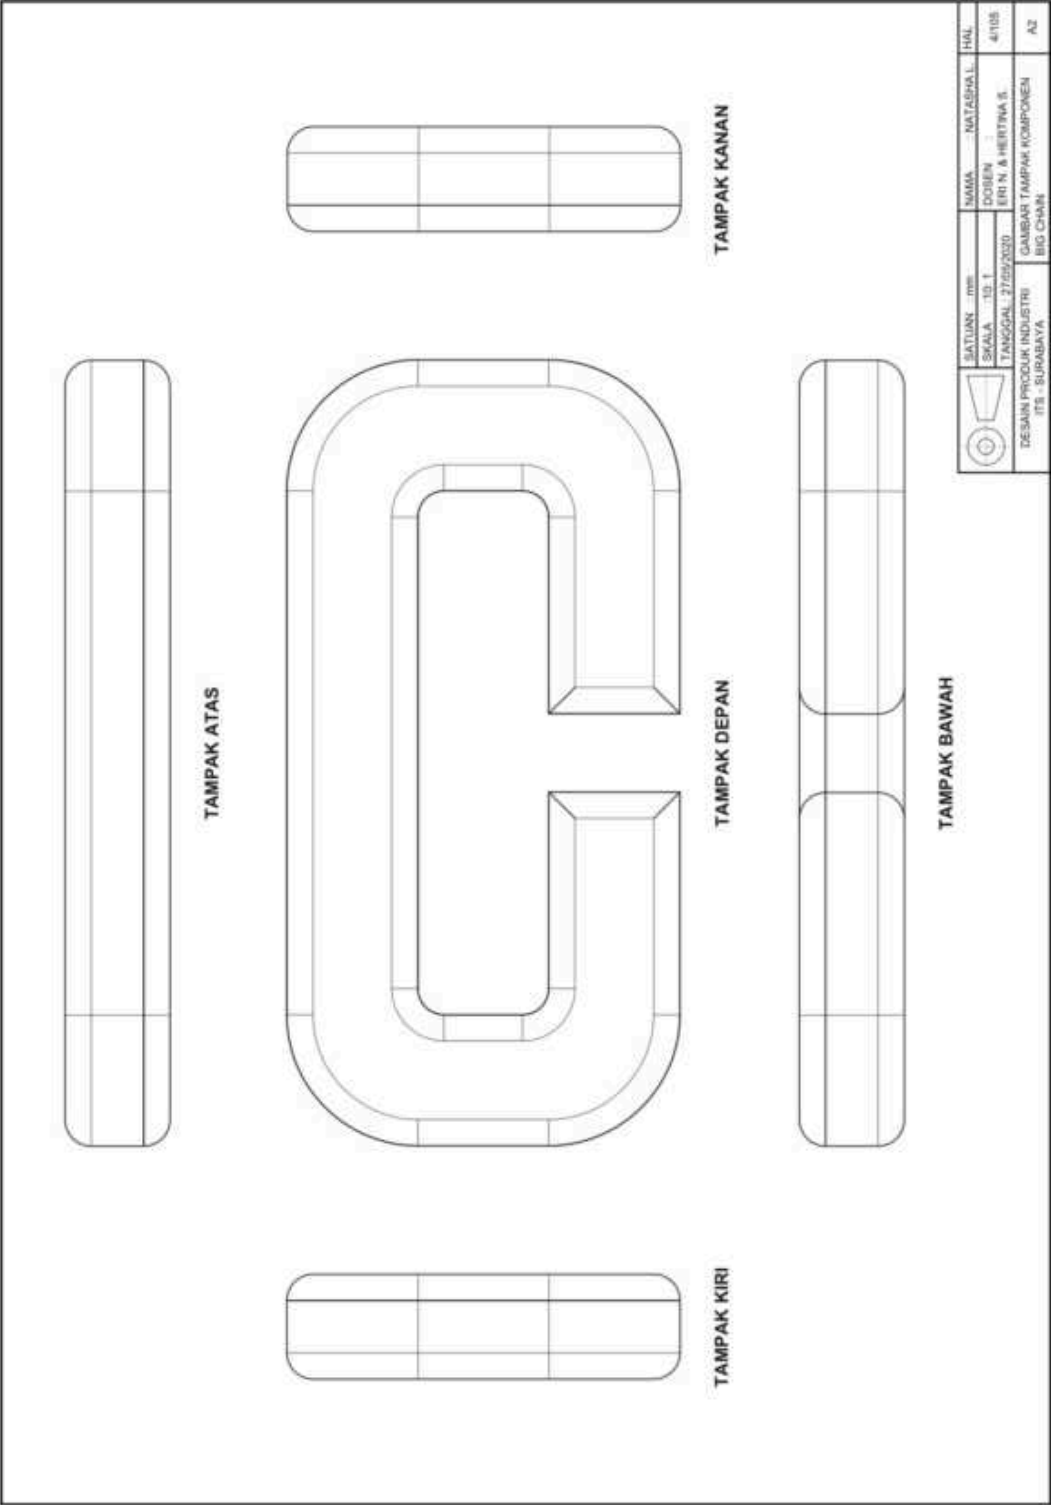 TAMPAK ATAS
TAMPAK KIRI
TAMPAK DEPAN
TAMPAK KANAN
TAMPAK BAWAH
SATUAN : mm
SKALA : 10: 1
TANGGAL : 27/05/2020
NAMA : NATASHA L.
DOSEN :
ERI N. & HERTINA S.
HAL
4/105
DESAIN PRODUK INDUSTRI
ITS - SURABAYA
GAMBAR TAMPAK KOMPONEN
BIG CHAIN
A2